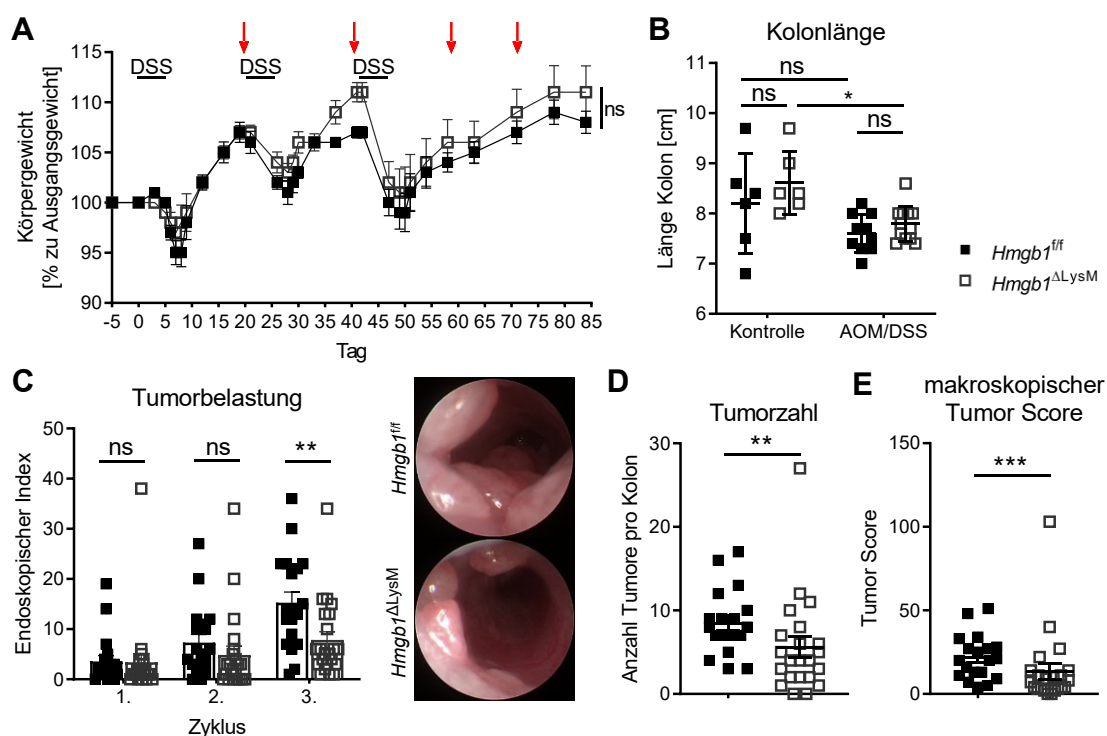 A
DSS
DSS
DSS
Körpergewicht
[% zu Ausgangsgewicht]
115
110
105
100
95
90
-5 0 5 10 15 20 25 30 35 40 45 50 55 60 65 70 75 80 85
Tag
ns
B
Kolonlänge
ns
ns
*
ns
Länge Kolon [cm]
11
10
9
8
7
6
Kontrolle
AOM/DSS
Hmgb1f/f
Hmgb1ΔLysM
C
Tumorbelastung
Endoskopischer Index
50
40
30
20
10
0
ns
ns
**
1. 2. 3.
Zyklus
Hmgb1f/f
Hmgb1ΔLysM
D
Tumorzahl
**
Anzahl Tumore pro Kolon
30
20
10
0
E
makroskopischer
Tumor Score
***
Tumor Score
150
100
50
0